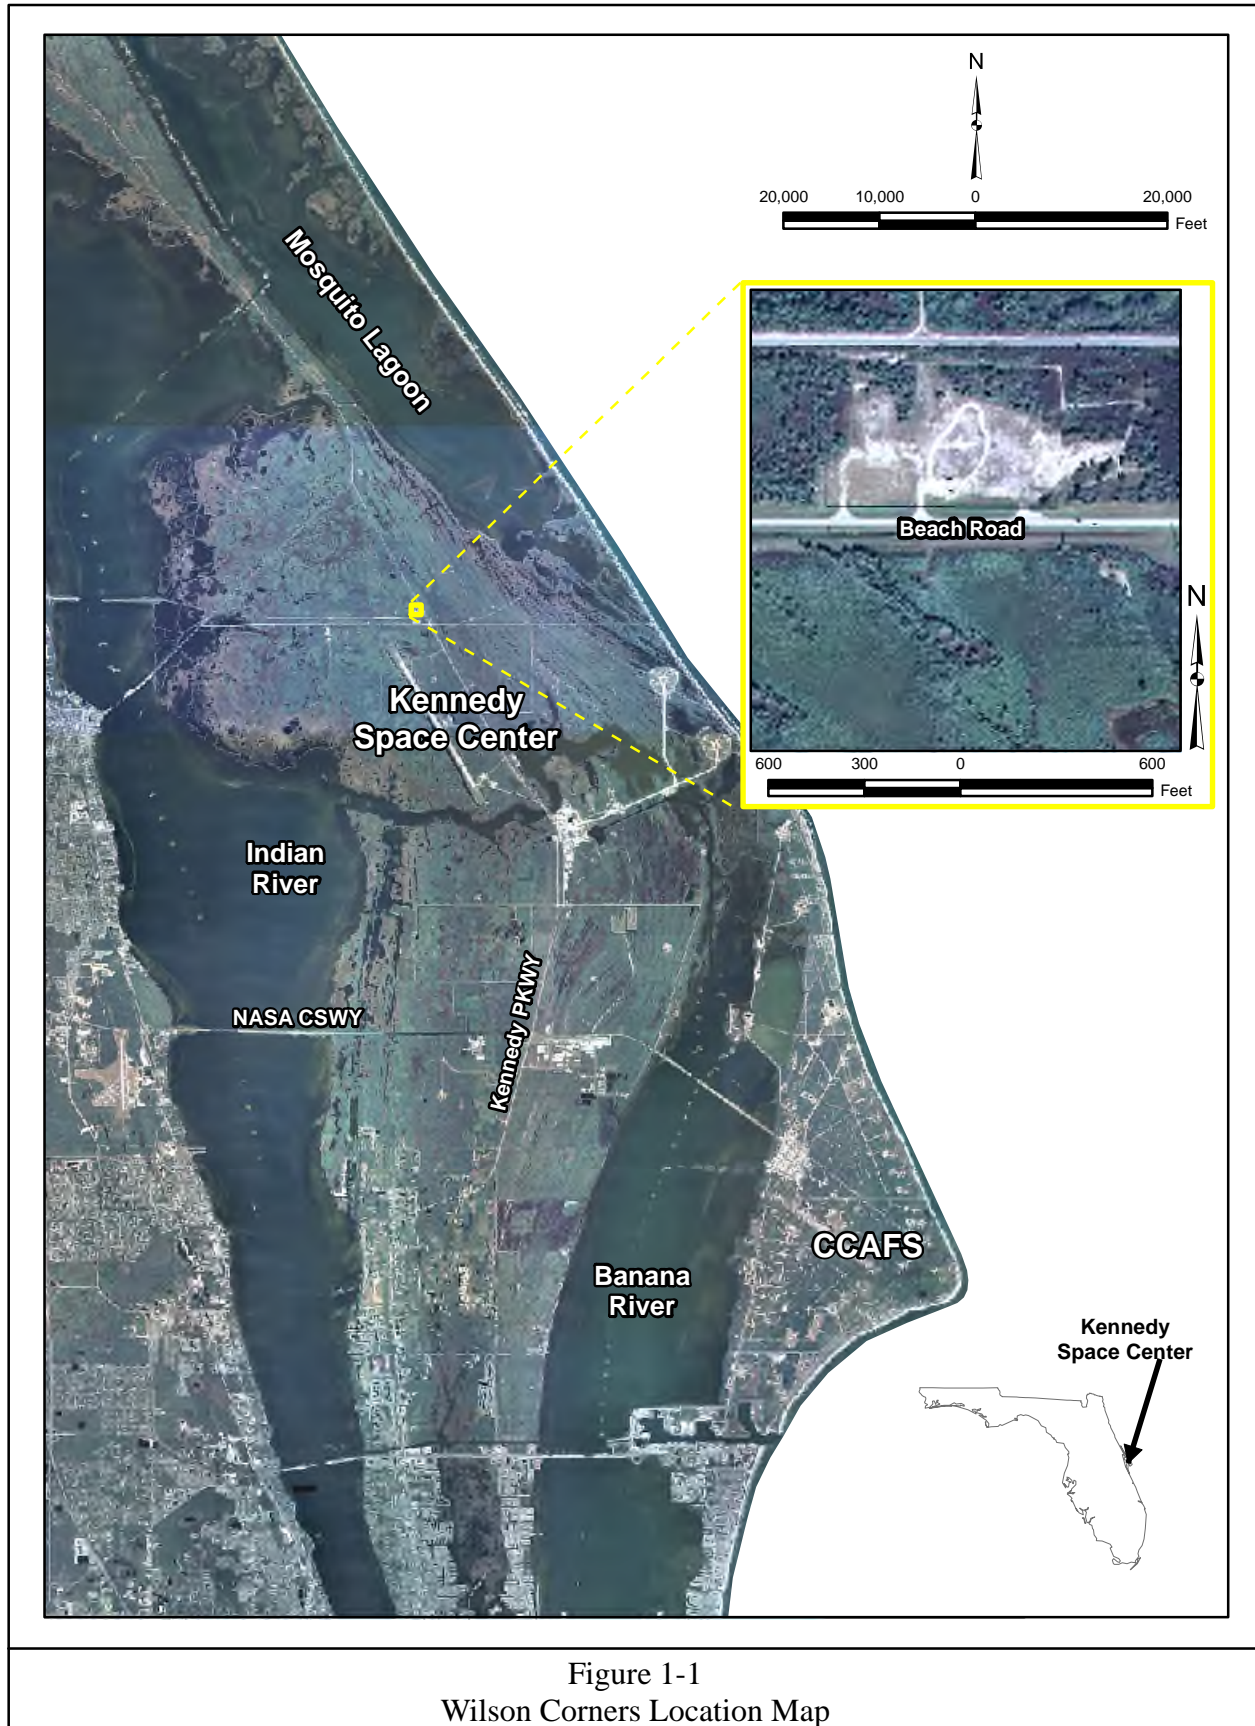 N
20,000 10,000 0 20,000
Feet
Mosquito Lagoon
Beach Road
N
600 300 0 600
Feet
Kennedy
Space Center
Indian
River
NASA CSWY
Kennedy PKWY
CCAFS
Banana
River
Kennedy
Space Center
Figure 1-1
Wilson Corners Location Map